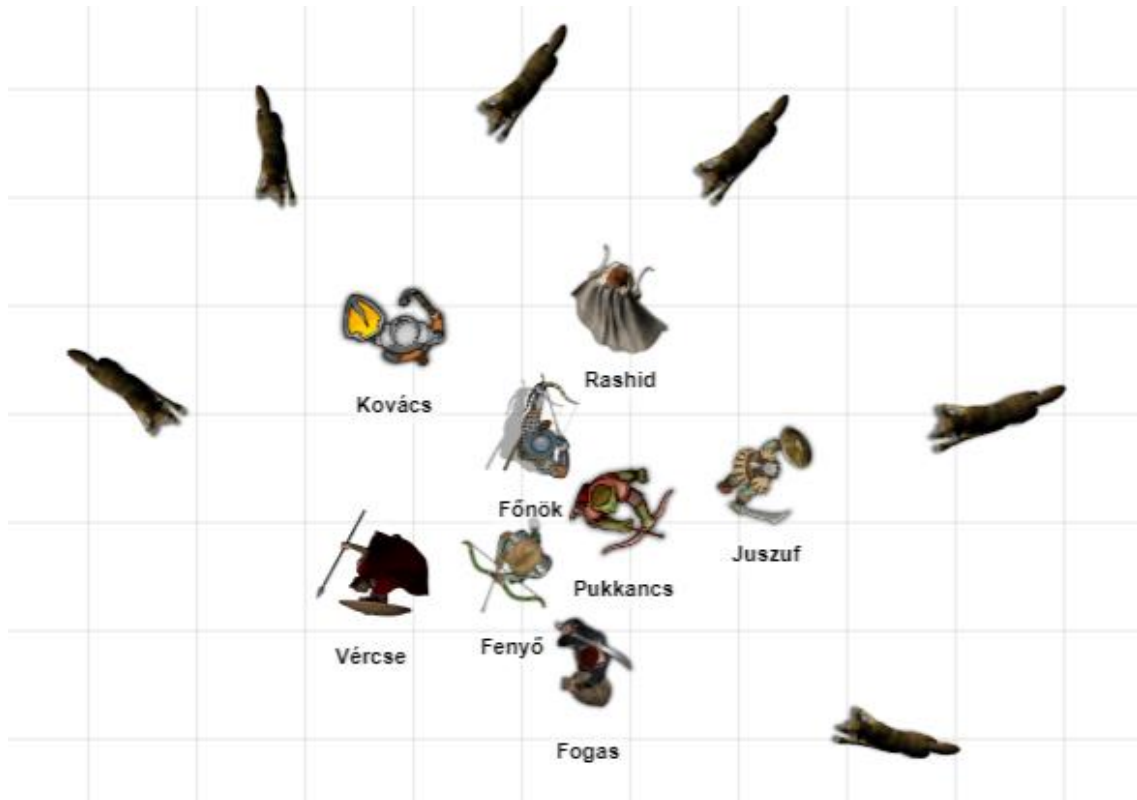 Rashid
Kovács
Főnök
Juszuf
Pukkancs
Fenyő
Vércse
Fogas